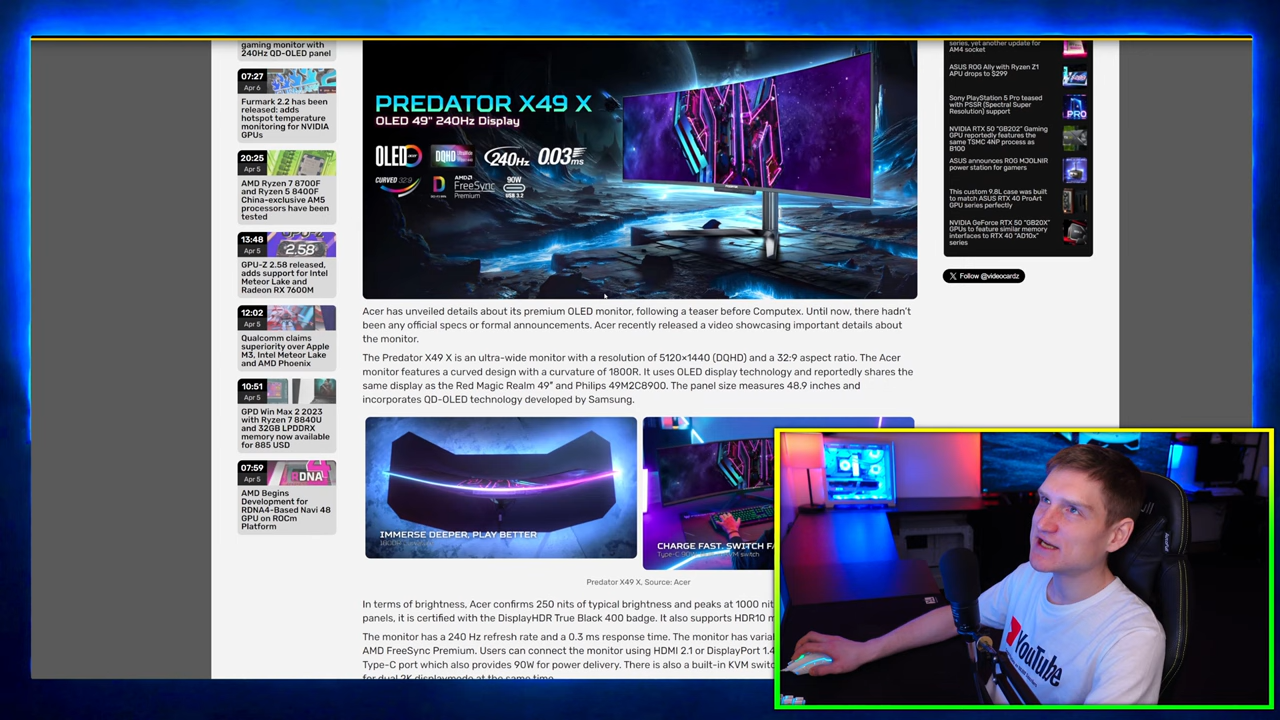 gaming monitor with
240Hz QD-OLED panel
07:27
Apr 6
Furmark 2.2 has been
released: adds
hotspot temperature
monitoring for NVIDIA
GPUs
20:25
Apr 5
AMD Ryzen 7 8700F
and Ryzen 5 8400F
China-exclusive AM5
processors have been
tested
13:48
Apr 5
2.58
GPU-Z 2.58 released,
adds support for Intel
Meteor Lake and
Radeon RX 7600M
12:02
Apr 5
Qualcomm claims
superiority over Apple
M3, Intel Meteor Lake
and AMD Phoenix
10:51
Apr 5
GPD Win Max 2 2023
with Ryzen 7 8840U
and 32GB LPDDRX
memory now available
for 885 USD
07:59
Apr 5
RDNA4
AMD Begins
Development for
RDNA4-Based Navi 48
GPU on ROCm
Platform
PREDATOR X49 X
OLED 49" 240Hz Display
OLED
DQHD
240Hz
0.03ms
CURVED 32:9
AMD
FreeSync
Premium
90W
USB 3.2
Acer has unveiled details about its premium OLED monitor, following a teaser before Computex. Until now, there hadn't
been any official specs or formal announcements. Acer recently released a video showcasing important details about
the monitor.
The Predator X49 X is an ultra-wide monitor with a resolution of 5120×1440 (DQHD) and a 32:9 aspect ratio. The Acer
monitor features a curved design with a curvature of 1800R. It uses OLED display technology and reportedly shares the
same display as the Red Magic Realm 49" and Philips 49M2C8900. The panel size measures 48.9 inches and
incorporates QD-OLED technology developed by Samsung.
IMMERSE DEEPER, PLAY BETTER
CHARGE FAST, SWITCH FA
Predator X49 X, Source: Acer
In terms of brightness, Acer confirms 250 nits of typical brightness and peaks at 1000 nit
panels, it is certified with the DisplayHDR True Black 400 badge. It also supports HDR10 m
The monitor has a 240 Hz refresh rate and a 0.3 ms response time. The monitor has varia
AMD FreeSync Premium. Users can connect the monitor using HDMI 2.1 or DisplayPort 1.4
Type-C port which also provides 90W for power delivery. There is also a built-in KVM switc
for dual 2K displaymode at the same time.
series, yet another update for
AM4 socket
ASUS ROG Ally with Ryzen Z1
APU drops to $299
Sony PlayStation 5 Pro teased
with PSSR (Spectral Super
Resolution) support
PRO
NVIDIA RTX 50 "GB202" Gaming
GPU reportedly features the
same TSMC 4NP process as
B100
ASUS announces ROG MJOLNIR
power station for gamers
This custom 9.8L case was built
to match ASUS RTX 40 ProArt
GPU series perfectly
NVIDIA GeForce RTX 50 "GB20X"
GPUs to feature similar memory
interfaces to RTX 40 "AD10x"
series
X Follow @videocardz
YouTube